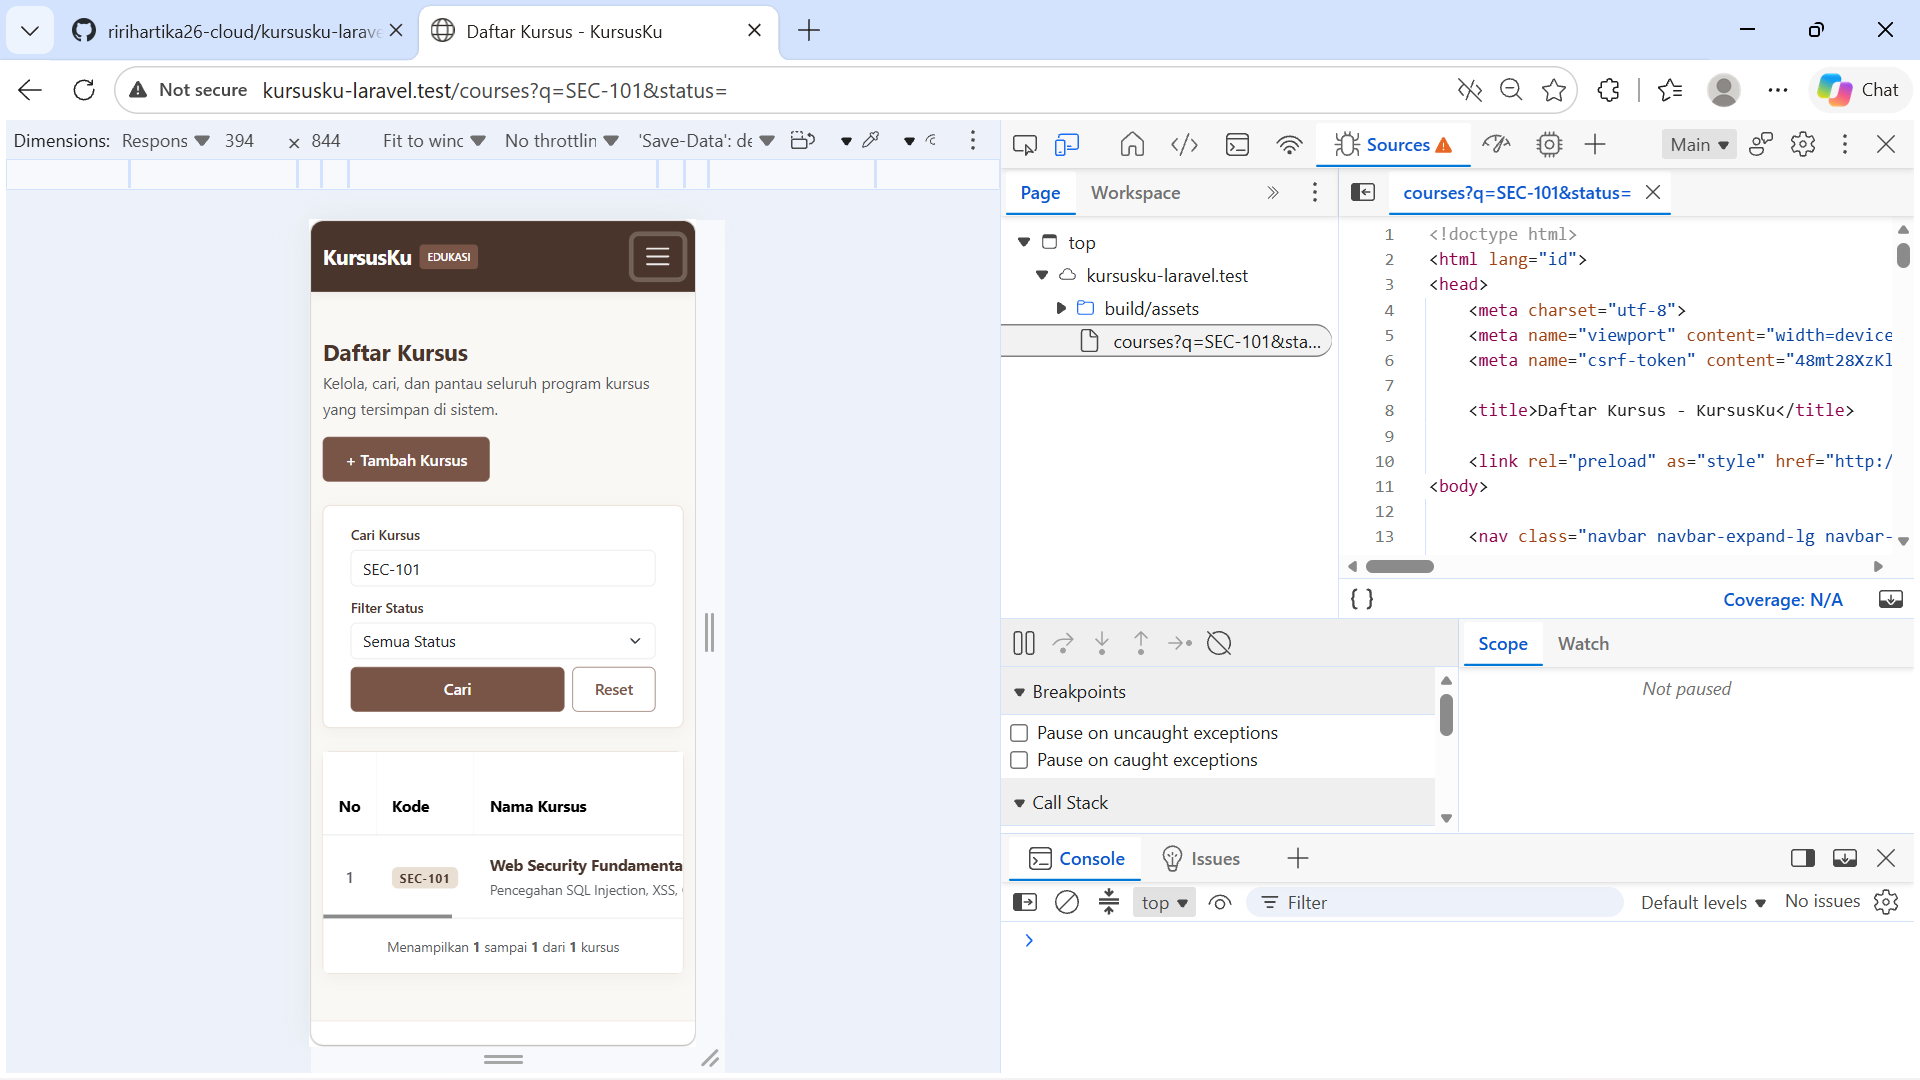 ririhartika26-cloud/kursusku-larave
Daftar Kursus - KursusKu
Not secure
kursusku-laravel.test/courses?q=SEC-101&status=
Chat
Dimensions:
Respons
394
×
844
Fit to winc
No throttlin
'Save-Data': de
Sources
Main
KursusKu
EDUKASI
Daftar Kursus
Kelola, cari, dan pantau seluruh program kursus
yang tersimpan di sistem.
+ Tambah Kursus
Cari Kursus
SEC-101
Filter Status
Semua Status
Cari
Reset
No
Kode
Nama Kursus
1
SEC-101
Web Security Fundamenta
Pencegahan SQL Injection, XSS,
Menampilkan 1 sampai 1 dari 1 kursus
Page
Workspace
top
kursusku-laravel.test
build/assets
courses?q=SEC-101&sta...
courses?q=SEC-101&status=
1 <!doctype html>
2 <html lang="id">
3 <head>
4 <meta charset="utf-8">
5 <meta name="viewport" content="width=device
6 <meta name="csrf-token" content="48mt28XzKl
7
8 <title>Daftar Kursus - KursusKu</title>
9
10 <link rel="preload" as="style" href="http:/
11 <body>
12
13 <nav class="navbar navbar-expand-lg navbar-
{ }
Coverage: N/A
Scope
Watch
Not paused
Breakpoints
Pause on uncaught exceptions
Pause on caught exceptions
Call Stack
Console
Issues
top
Filter
Default levels
No issues